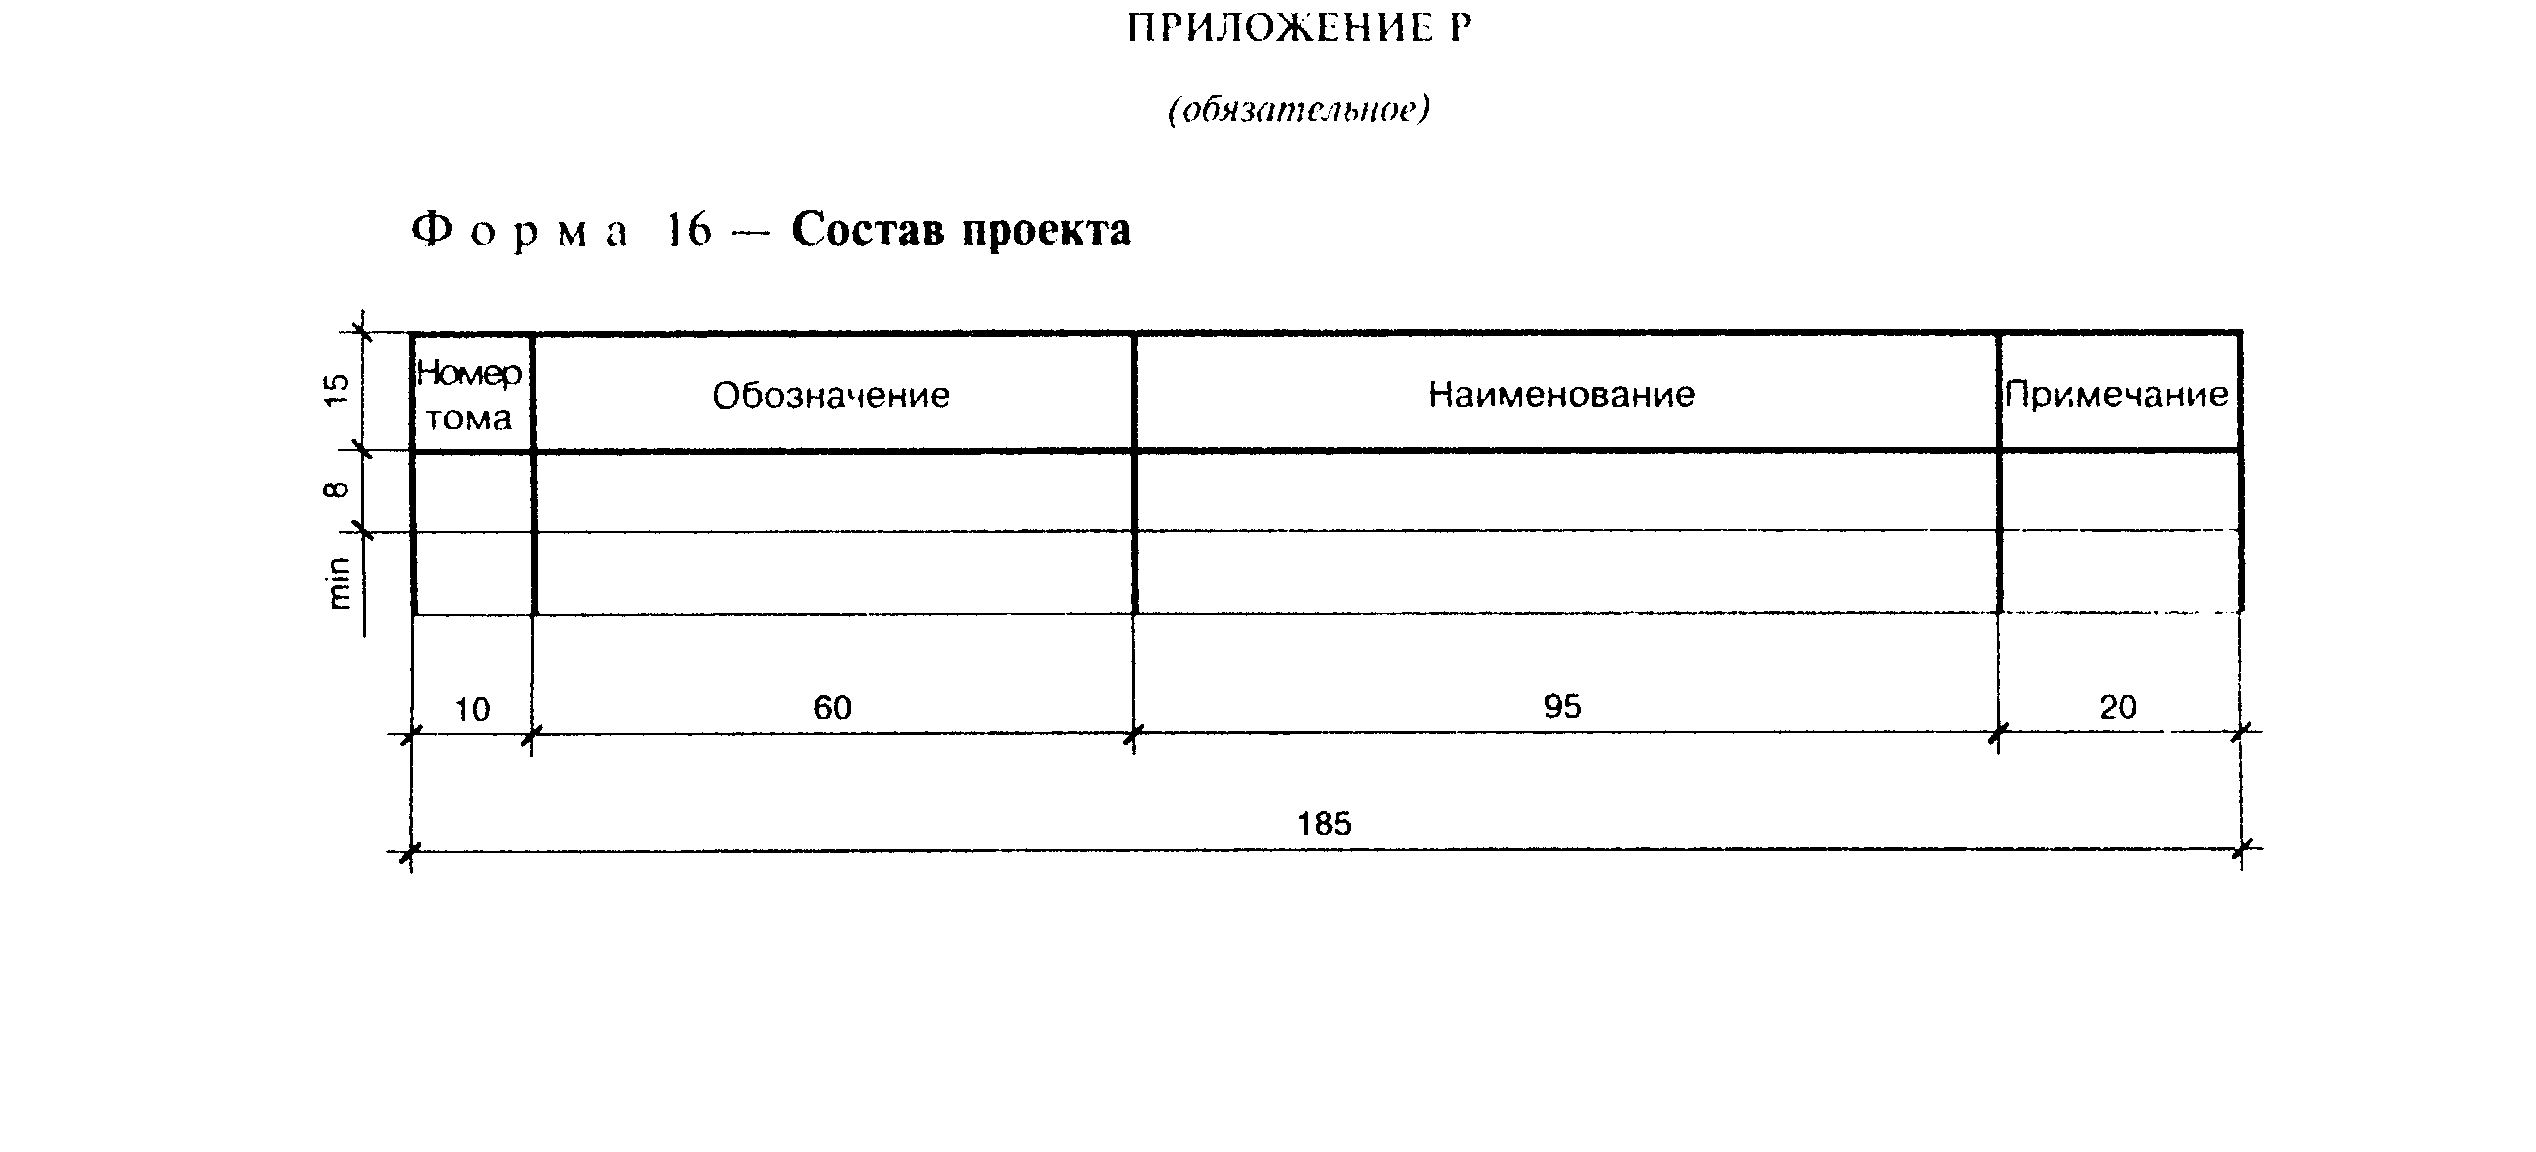 ПРИЛОЖЕНИЕ Р
(обязательное)
Форма 16 — Состав проекта
Номер
тома
Обозначение
Наименование
Примечание
15
8
min
10
60
95
20
185